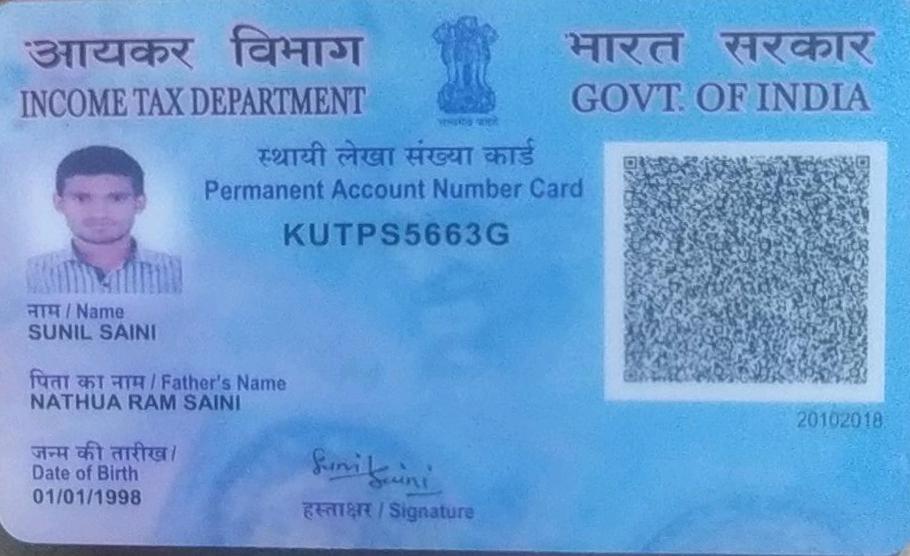 आयकर विभाग
INCOME TAX DEPARTMENT
भारत सरकार
GOVT. OF INDIA
सत्यमेव जयते
स्थायी लेखा संख्या कार्ड
Permanent Account Number Card
KUTPS5663G
नाम / Name
SUNIL SAINI
पिता का नाम / Father's Name
NATHUA RAM SAINI
जन्म की तारीख /
Date of Birth
01/01/1998
Sunil Saini
हस्ताक्षर / Signature
20102018